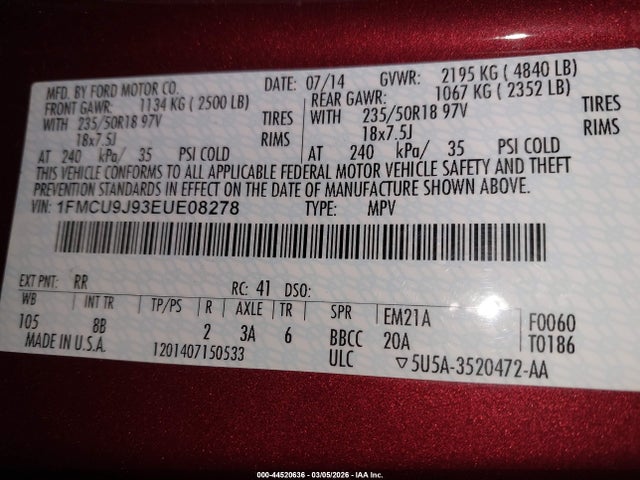 MFD. BY FORD MOTOR CO. DATE: 07/14 GVWR: 2195 KG ( 4840 LB)
FRONT GAWR: 1134 KG ( 2500 LB) REAR GAWR: 1067 KG ( 2352 LB)
WITH 235/50R18 97V TIRES WITH 235/50R18 97V TIRES
18x7.5J RIMS 18x7.5J RIMS
AT 240 kPa/ 35 PSI COLD AT 240 kPa/ 35 PSI COLD
THIS VEHICLE CONFORMS TO ALL APPLICABLE FEDERAL MOTOR VEHICLE SAFETY AND THEFT
PREVENTION STANDARDS IN EFFECT ON THE DATE OF MANUFACTURE SHOWN ABOVE.
VIN: 1FMCU9J93EUE08278 TYPE: MPV
EXT PNT: RR RC: 41 DSO:
WB INT TR TP/PS R AXLE TR SPR EM21A F0060
105 8B 2 3A 6 BBCC 20A T0186
MADE IN U.S.A. 1201407150533 ULC ▽5U5A-3520472-AA
000-44520636 - 03/05/2026 - IAA Inc.